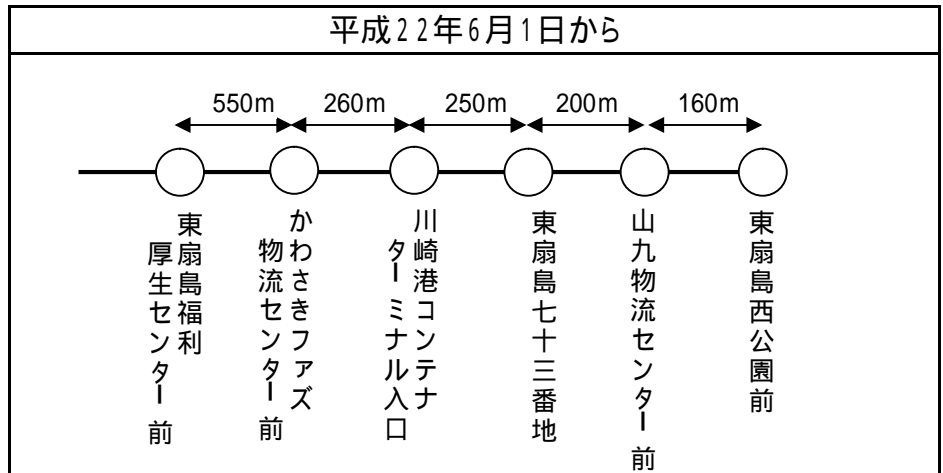 平成22年6月1日から
550m
260m
250m
200m
160m
東扇島福利
厚生センター前
かわさきファズ
物流センター前
川崎港コンテナ
ターミナル入口
東扇島七十三番地
山九物流センター前
東扇島西公園前